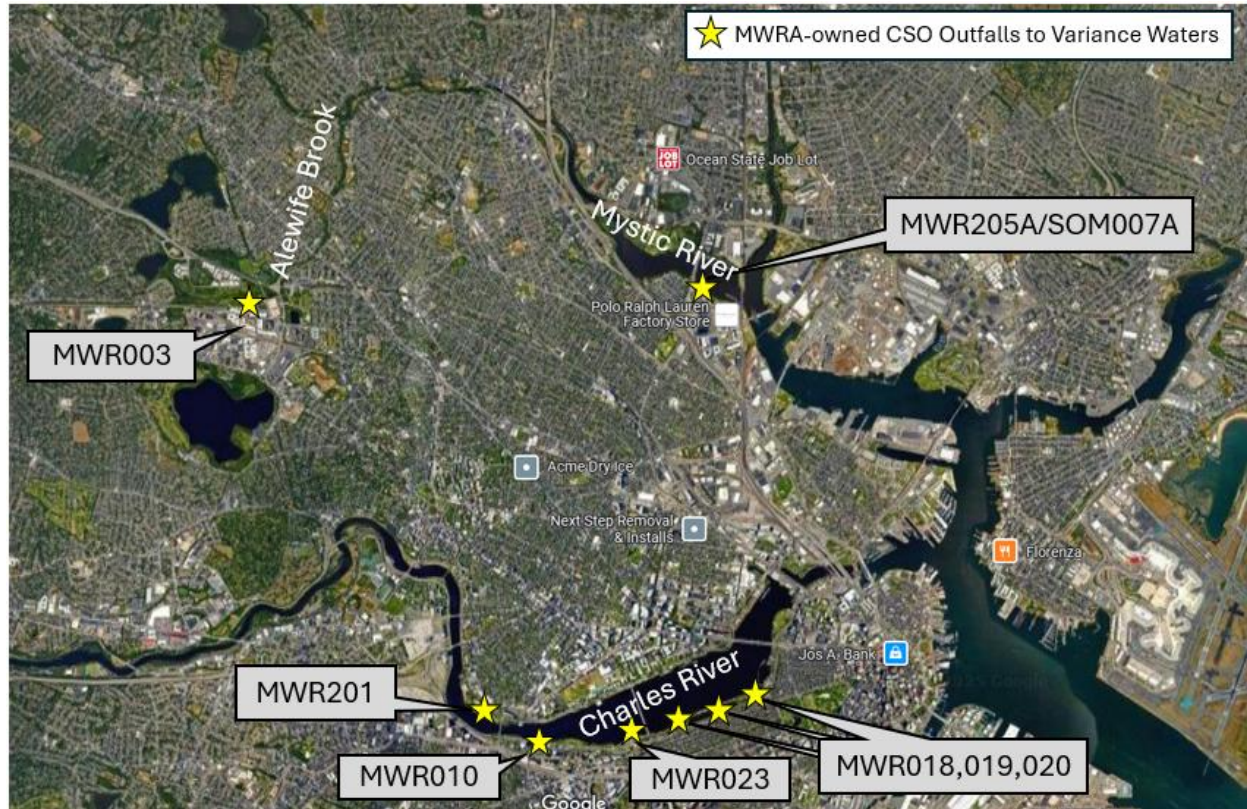 MWRA-owned CSO Outfalls to Variance Waters
Alewife Brook
JOB
LOT
Ocean State Job Lot
Mystic River
MWR205A/SOM007A
Polo Ralph Lauren
Factory Store
MWR003
Acme Dry Ice
Next Step Removal
& Installs
Florenza
Jos A. Bank
Charles River
MWR201
MWR010
MWR023
MWR018,019,020
Google